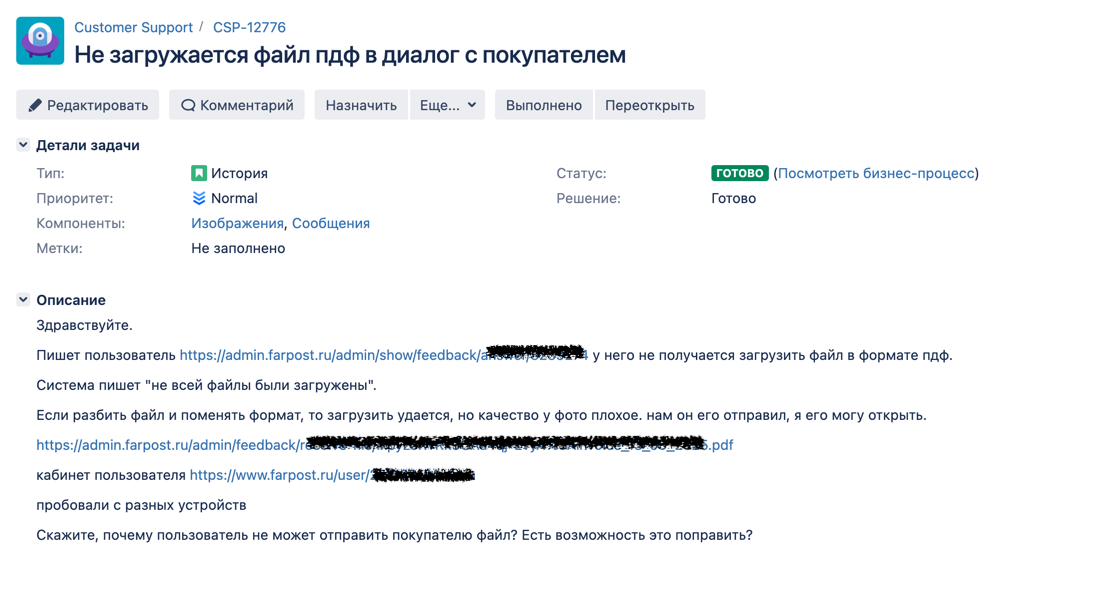 Customer Support / CSP-12776
Не загружается файл пдф в диалог с покупателем
Редактировать Комментарий Назначить Еще... Выполнено Переоткрыть
Детали задачи
Тип: История Статус: ГОТОВО (Посмотреть бизнес-процесс)
Приоритет: Normal Решение: Готово
Компоненты: Изображения, Сообщения
Метки: Не заполнено
Описание
Здравствуйте.
Пишет пользователь https://admin.farpost.ru/admin/show/feedback/ у него не получается загрузить файл в формате пдф.
Система пишет "не всей файлы были загружены".
Если разбить файл и поменять формат, то загрузить удается, но качество у фото плохое. нам он его отправил, я его могу открыть.
https://admin.farpost.ru/admin/feedback/ .pdf
кабинет пользователя https://www.farpost.ru/user/
пробовали с разных устройств
Скажите, почему пользователь не может отправить покупателю файл? Есть возможность это поправить?